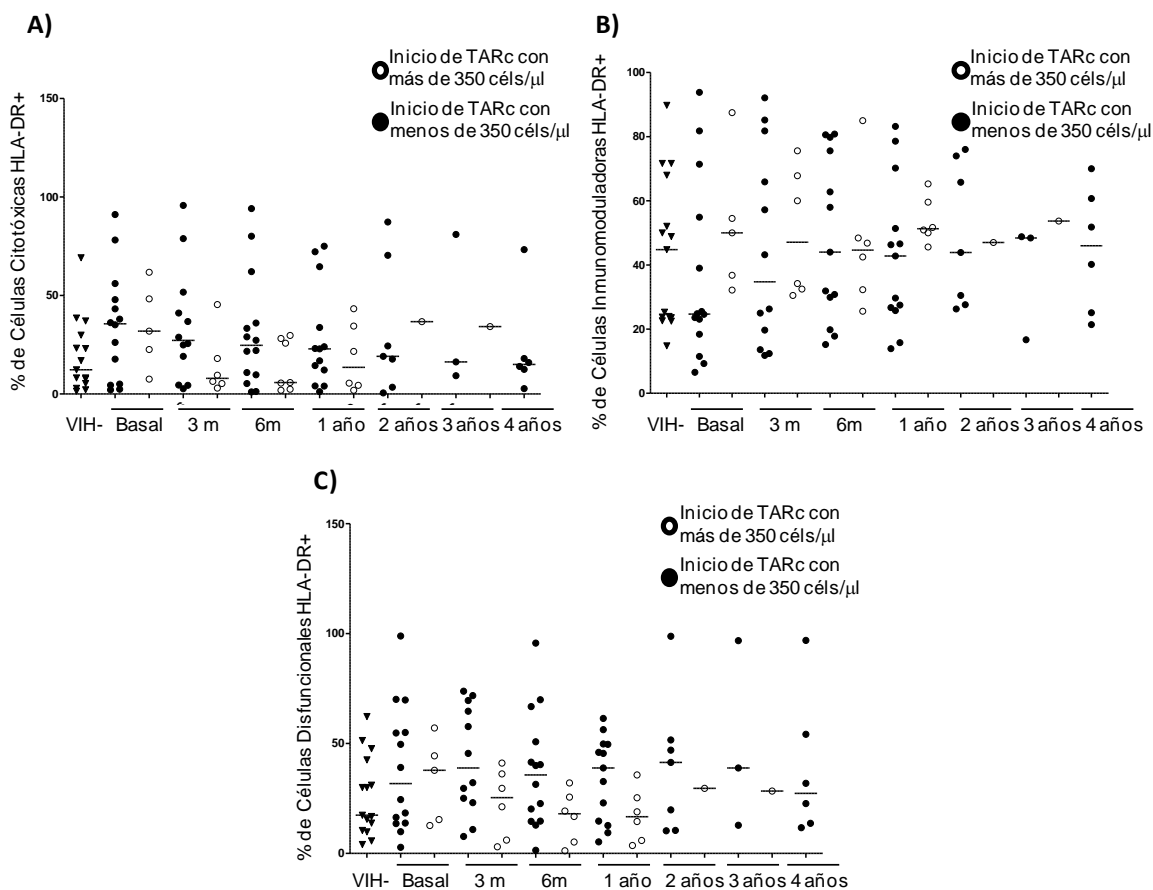 A)
Inicio de TARc con
más de 350 céls/µl
Inicio de TARc con
menos de 350 céls/µl
% de Células Citotóxicas HLA-DR+
150
100
50
0
VIH- Basal 3 m 6m 1 año 2 años 3 años 4 años
B)
Inicio de TARc con
más de 350 céls/µl
Inicio de TARc con
menos de 350 céls/µl
% de Células Inmunomoduladoras HLA-DR+
100
80
60
40
20
0
VIH- Basal 3 m 6m 1 año 2 años 3 años 4 años
C)
Inicio de TARc con
más de 350 céls/µl
Inicio de TARc con
menos de 350 céls/µl
% de Células Disfuncionales HLA-DR+
150
100
50
0
VIH- Basal 3 m 6m 1 año 2 años 3 años 4 años